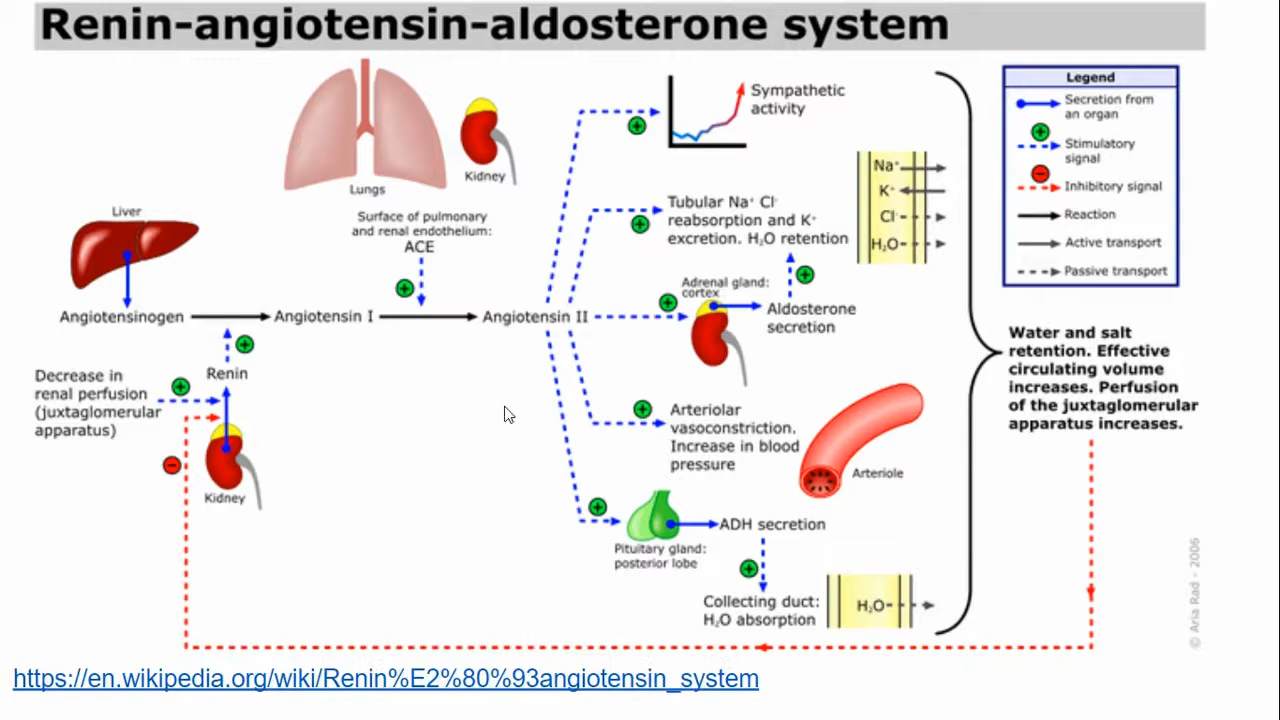 Renin-angiotensin-aldosterone system
Lungs
Kidney
Liver
Surface of pulmonary
and renal endothelium:
ACE
Angiotensinogen
Angiotensin I
Angiotensin II
Renin
Decrease in
renal perfusion
(juxtaglomerular
apparatus)
Kidney
Sympathetic
activity
Tubular Na⁺ Cl⁻
reabsorption and K⁺
excretion. H₂O retention
Na⁺
K⁺
Cl⁻
H₂O
Adrenal gland:
cortex
Aldosterone
secretion
Arteriolar
vasoconstriction.
Increase in blood
pressure
Arteriole
ADH secretion
Pituitary gland:
posterior lobe
Collecting duct:
H₂O absorption
H₂O
Legend
Secretion from
an organ
Stimulatory
signal
Inhibitory signal
Reaction
Active transport
Passive transport
Water and salt
retention. Effective
circulating volume
increases. Perfusion
of the juxtaglomerular
apparatus increases.
© Aria Rad - 2006
https://en.wikipedia.org/wiki/Renin%E2%80%93angiotensin_system